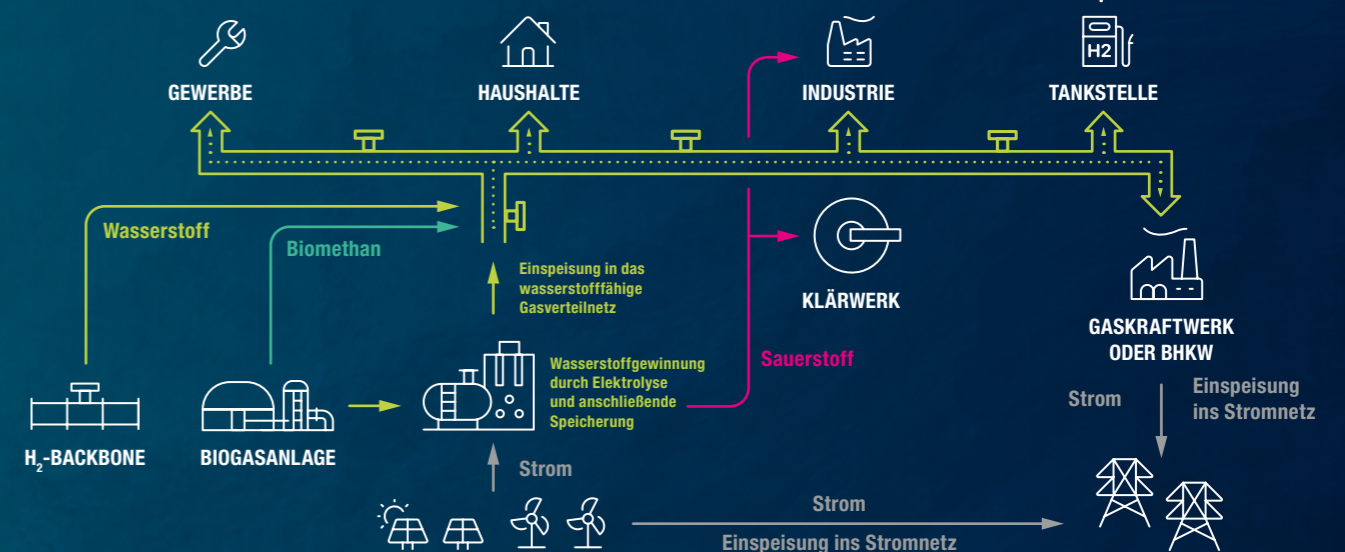 H2
GEWERBE
HAUSHALTE
INDUSTRIE
TANKSTELLE
Wasserstoff
Biomethan
Einspeisung in das
wasserstofffähige
Gasverteilnetz
KLÄRWERK
GASKRAFTWERK
ODER BHKW
Wasserstoffgewinnung
durch Elektrolyse
und anschließende
Speicherung
Sauerstoff
Strom
Einspeisung
ins Stromnetz
H₂-BACKBONE
BIOGASANLAGE
Strom
Strom
Einspeisung ins Stromnetz